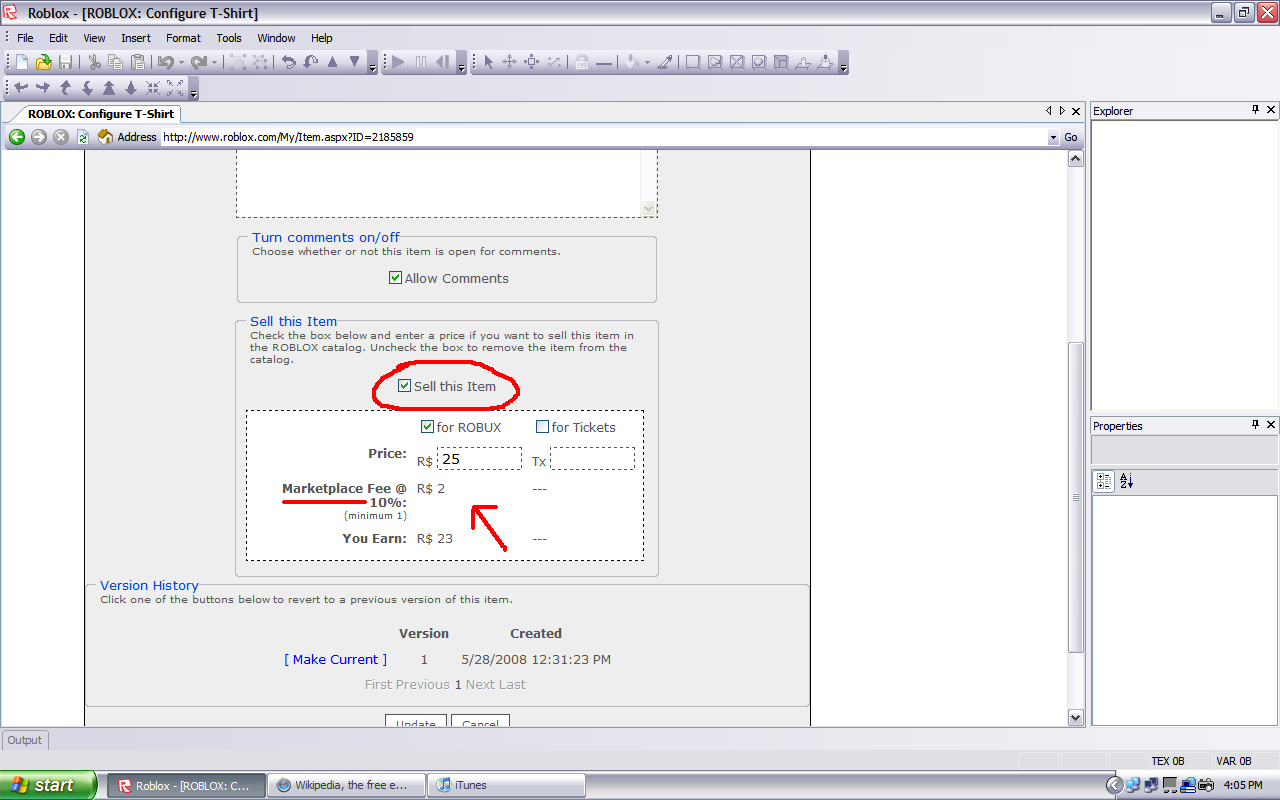 Roblox - [ROBLOX: Configure T-Shirt]
File Edit View Insert Format Tools Window Help
ROBLOX: Configure T-Shirt
Explorer
Address http://www.roblox.com/My/Item.aspx?ID=2185859 Go
Turn comments on/off
Choose whether or not this item is open for comments.
Allow Comments
Sell this Item
Check the box below and enter a price if you want to sell this item in
the ROBLOX catalog. Uncheck the box to remove the item from the
catalog.
Sell this Item
for ROBUX for Tickets
Properties
Price: R$ 25 Tx
Marketplace Fee @ R$ 2 ---
10%:
(minimum 1)
You Earn: R$ 23 ---
Version History
Click one of the buttons below to revert to a previous version of this item.
Version Created
[ Make Current ] 1 5/28/2008 12:31:23 PM
First Previous 1 Next Last
Update Cancel
Output
TEX 0B VAR 0B
start Roblox - [ROBLOX: C... Wikipedia, the free e... iTunes 4:05 PM